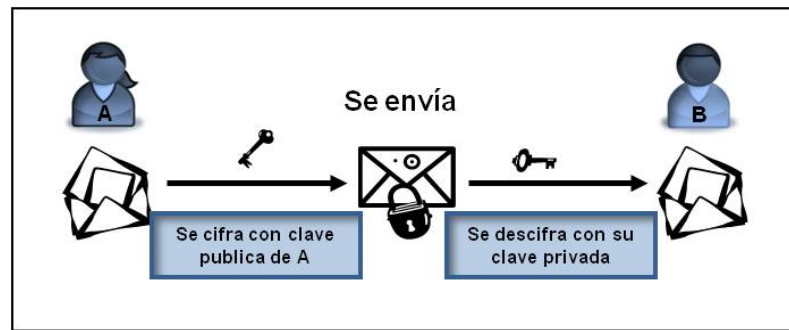 A
B
Se envía
Se cifra con clave
publica de A
Se descifra con su
clave privada